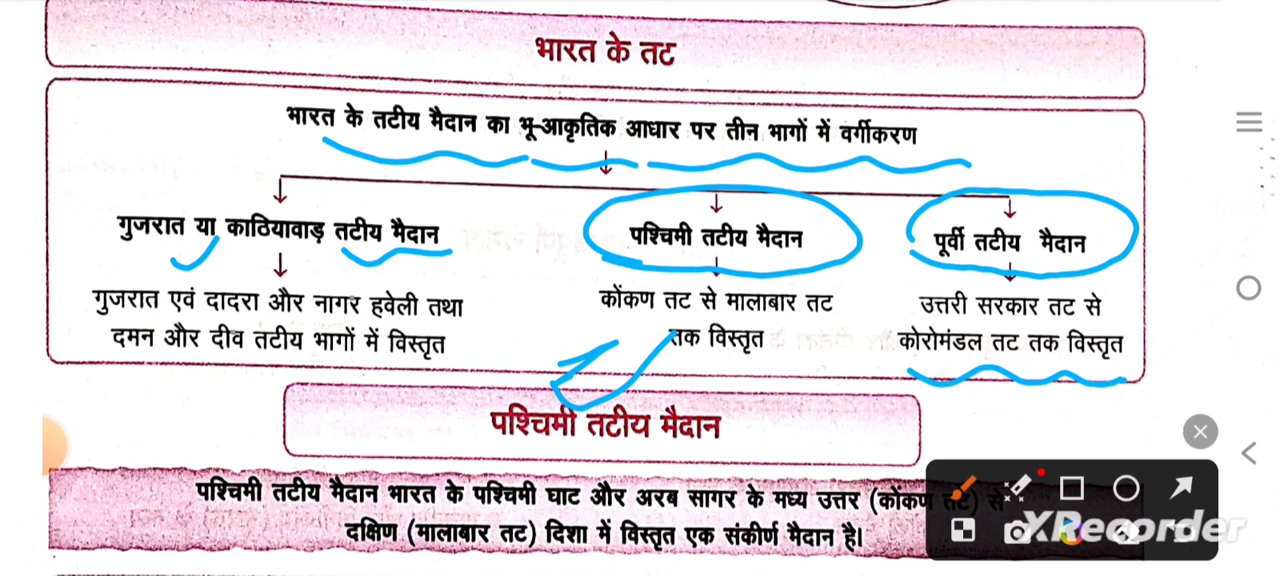 भारत के तट
भारत के तटीय मैदान का भू-आकृतिक आधार पर तीन भागों में वर्गीकरण
गुजरात या काठियावाड़ तटीय मैदान
गुजरात एवं दादरा और नागर हवेली तथा
दमन और दीव तटीय भागों में विस्तृत
पश्चिमी तटीय मैदान
कोंकण तट से मालाबार तट
तक विस्तृत
पूर्वी तटीय मैदान
उत्तरी सरकार तट से
कोरोमंडल तट तक विस्तृत
पश्चिमी तटीय मैदान
पश्चिमी तटीय मैदान भारत के पश्चिमी घाट और अरब सागर के मध्य उत्तर (कोंकण तट) से
दक्षिण (मालाबार तट) दिशा में विस्तृत एक संकीर्ण मैदान है।
XRecorder